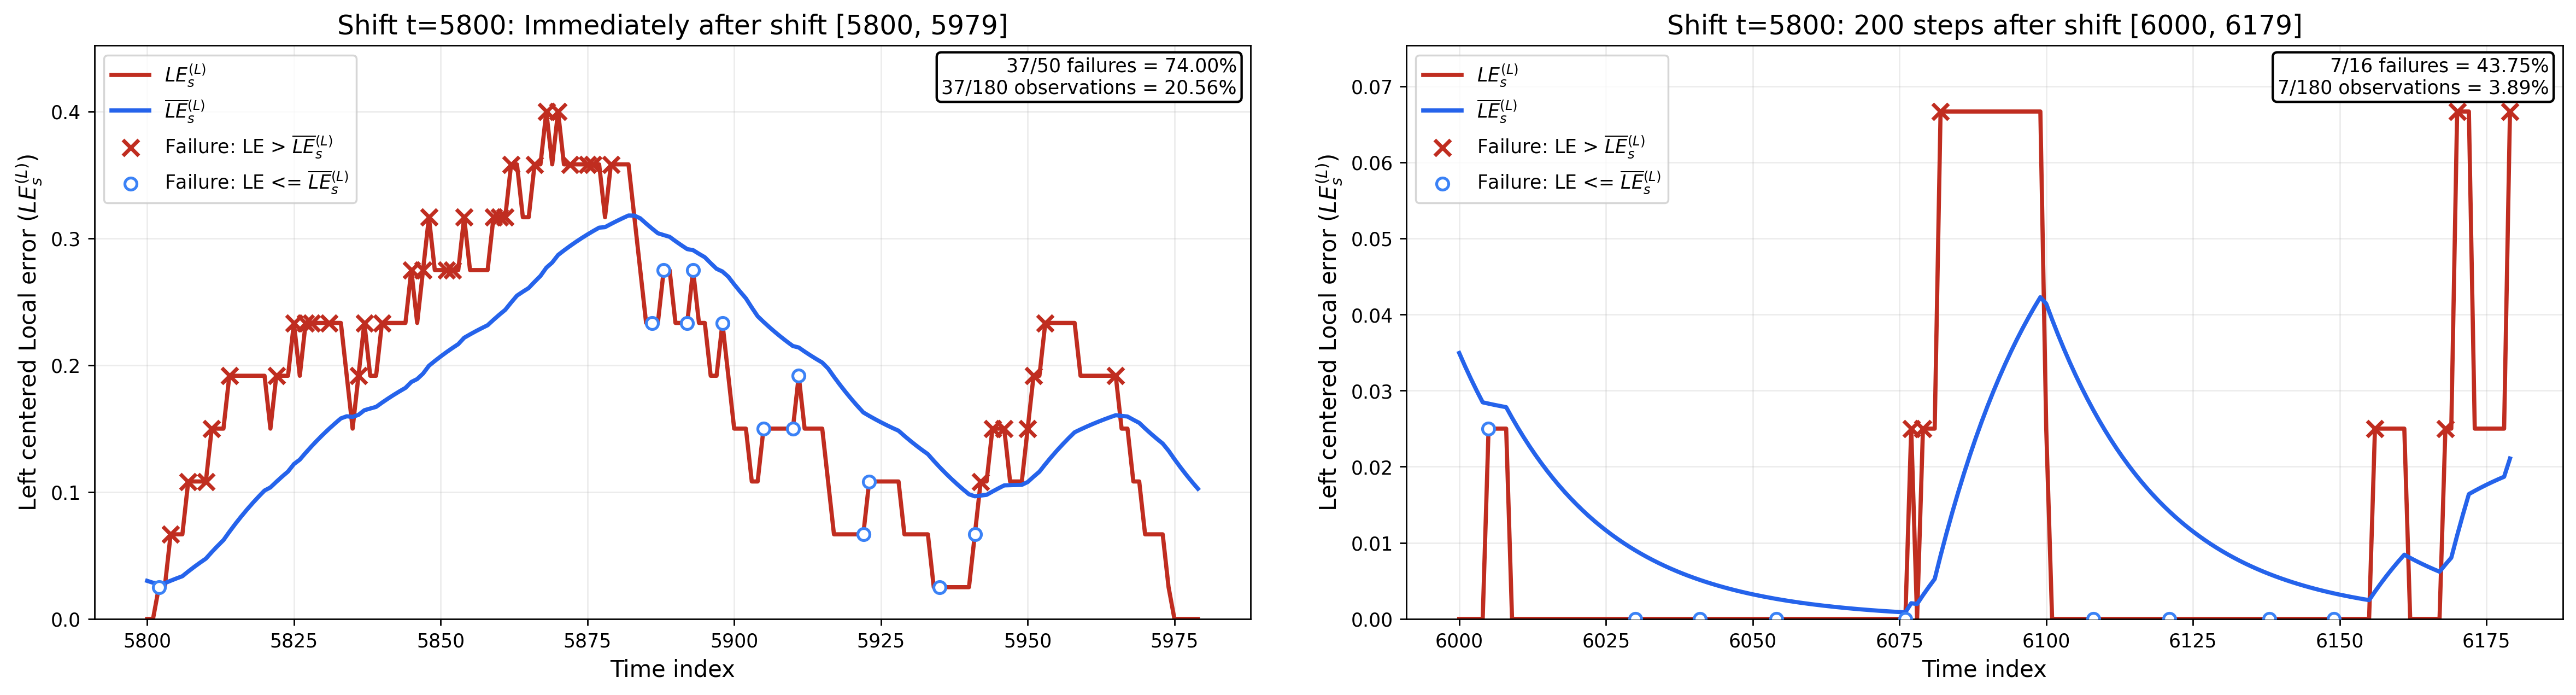 Shift t=5800: Immediately after shift [5800, 5979]
37/50 failures = 74.00%
37/180 observations = 20.56%
$LE_s^{(L)}$
$\overline{LE}_s^{(L)}$
Failure: LE > $\overline{LE}_s^{(L)}$
Failure: LE <= $\overline{LE}_s^{(L)}$
Left centered Local error ($LE_s^{(L)}$)
0.4
0.3
0.2
0.1
0.0
5800 5825 5850 5875 5900 5925 5950 5975
Time index
Shift t=5800: 200 steps after shift [6000, 6179]
7/16 failures = 43.75%
7/180 observations = 3.89%
$LE_s^{(L)}$
$\overline{LE}_s^{(L)}$
Failure: LE > $\overline{LE}_s^{(L)}$
Failure: LE <= $\overline{LE}_s^{(L)}$
Left centered Local error ($LE_s^{(L)}$)
0.07
0.06
0.05
0.04
0.03
0.02
0.01
0.00
6000 6025 6050 6075 6100 6125 6150 6175
Time index